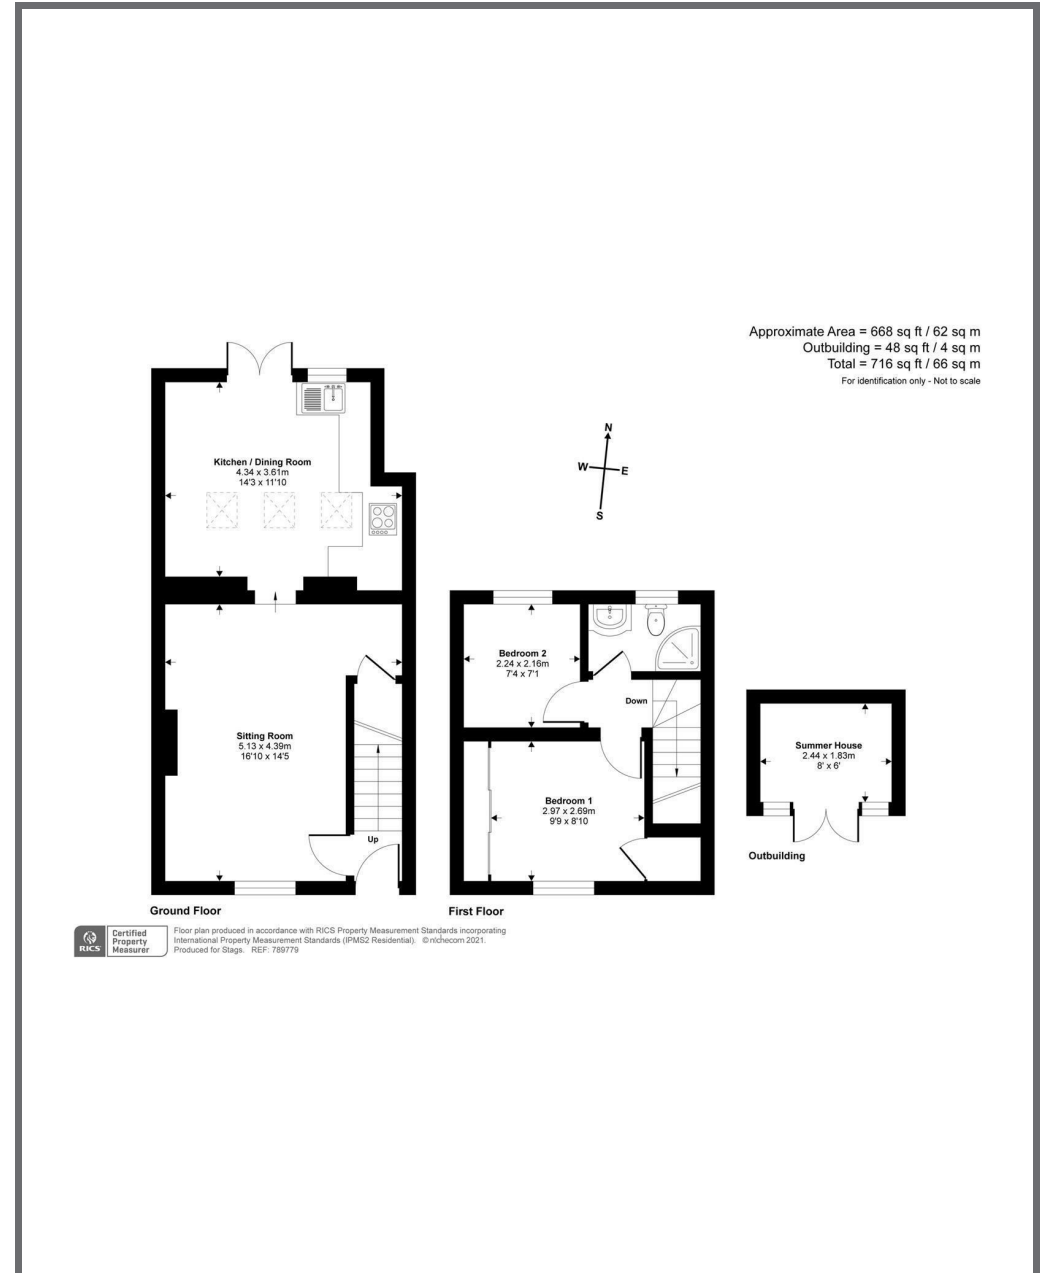 Approximate Area = 668 sq ft / 62 sq m
Outbuilding = 48 sq ft / 4 sq m
Total = 716 sq ft / 66 sq m
For identification only - Not to scale
N
W
E
S
Kitchen / Dining Room
4.34 x 3.61m
14'3 x 11'10
Sitting Room
5.13 x 4.39m
16'10 x 14'5
Up
Ground Floor
Bedroom 2
2.24 x 2.16m
7'4 x 7'1
Down
Bedroom 1
2.97 x 2.69m
9'9 x 8'10
First Floor
Summer House
2.44 x 1.83m
8' x 6'
Outbuilding
RICS
Certified
Property
Measurer
Floor plan produced in accordance with RICS Property Measurement Standards incorporating
International Property Measurement Standards (IPMS2 Residential). © nichecom 2021.
Produced for Stags. REF: 789779